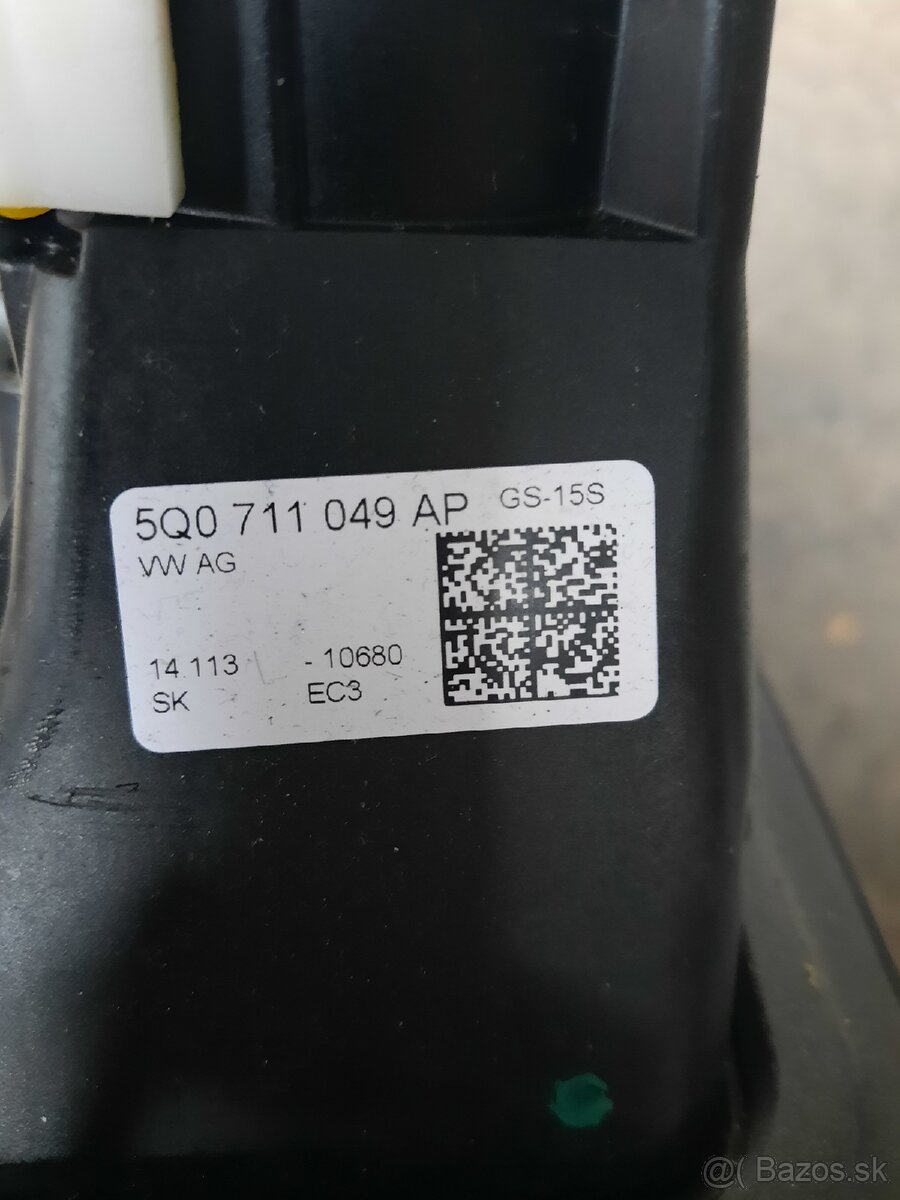 5Q0 711 049 AP GS-15S
VW AG
14.113 - 10680
SK EC3
@( Bazos.sk